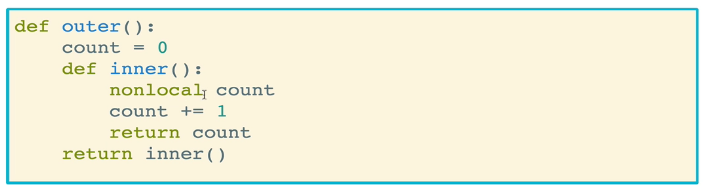 def outer():
    count = 0
    def inner():
        nonlocal count
        count += 1
        return count
    return inner()